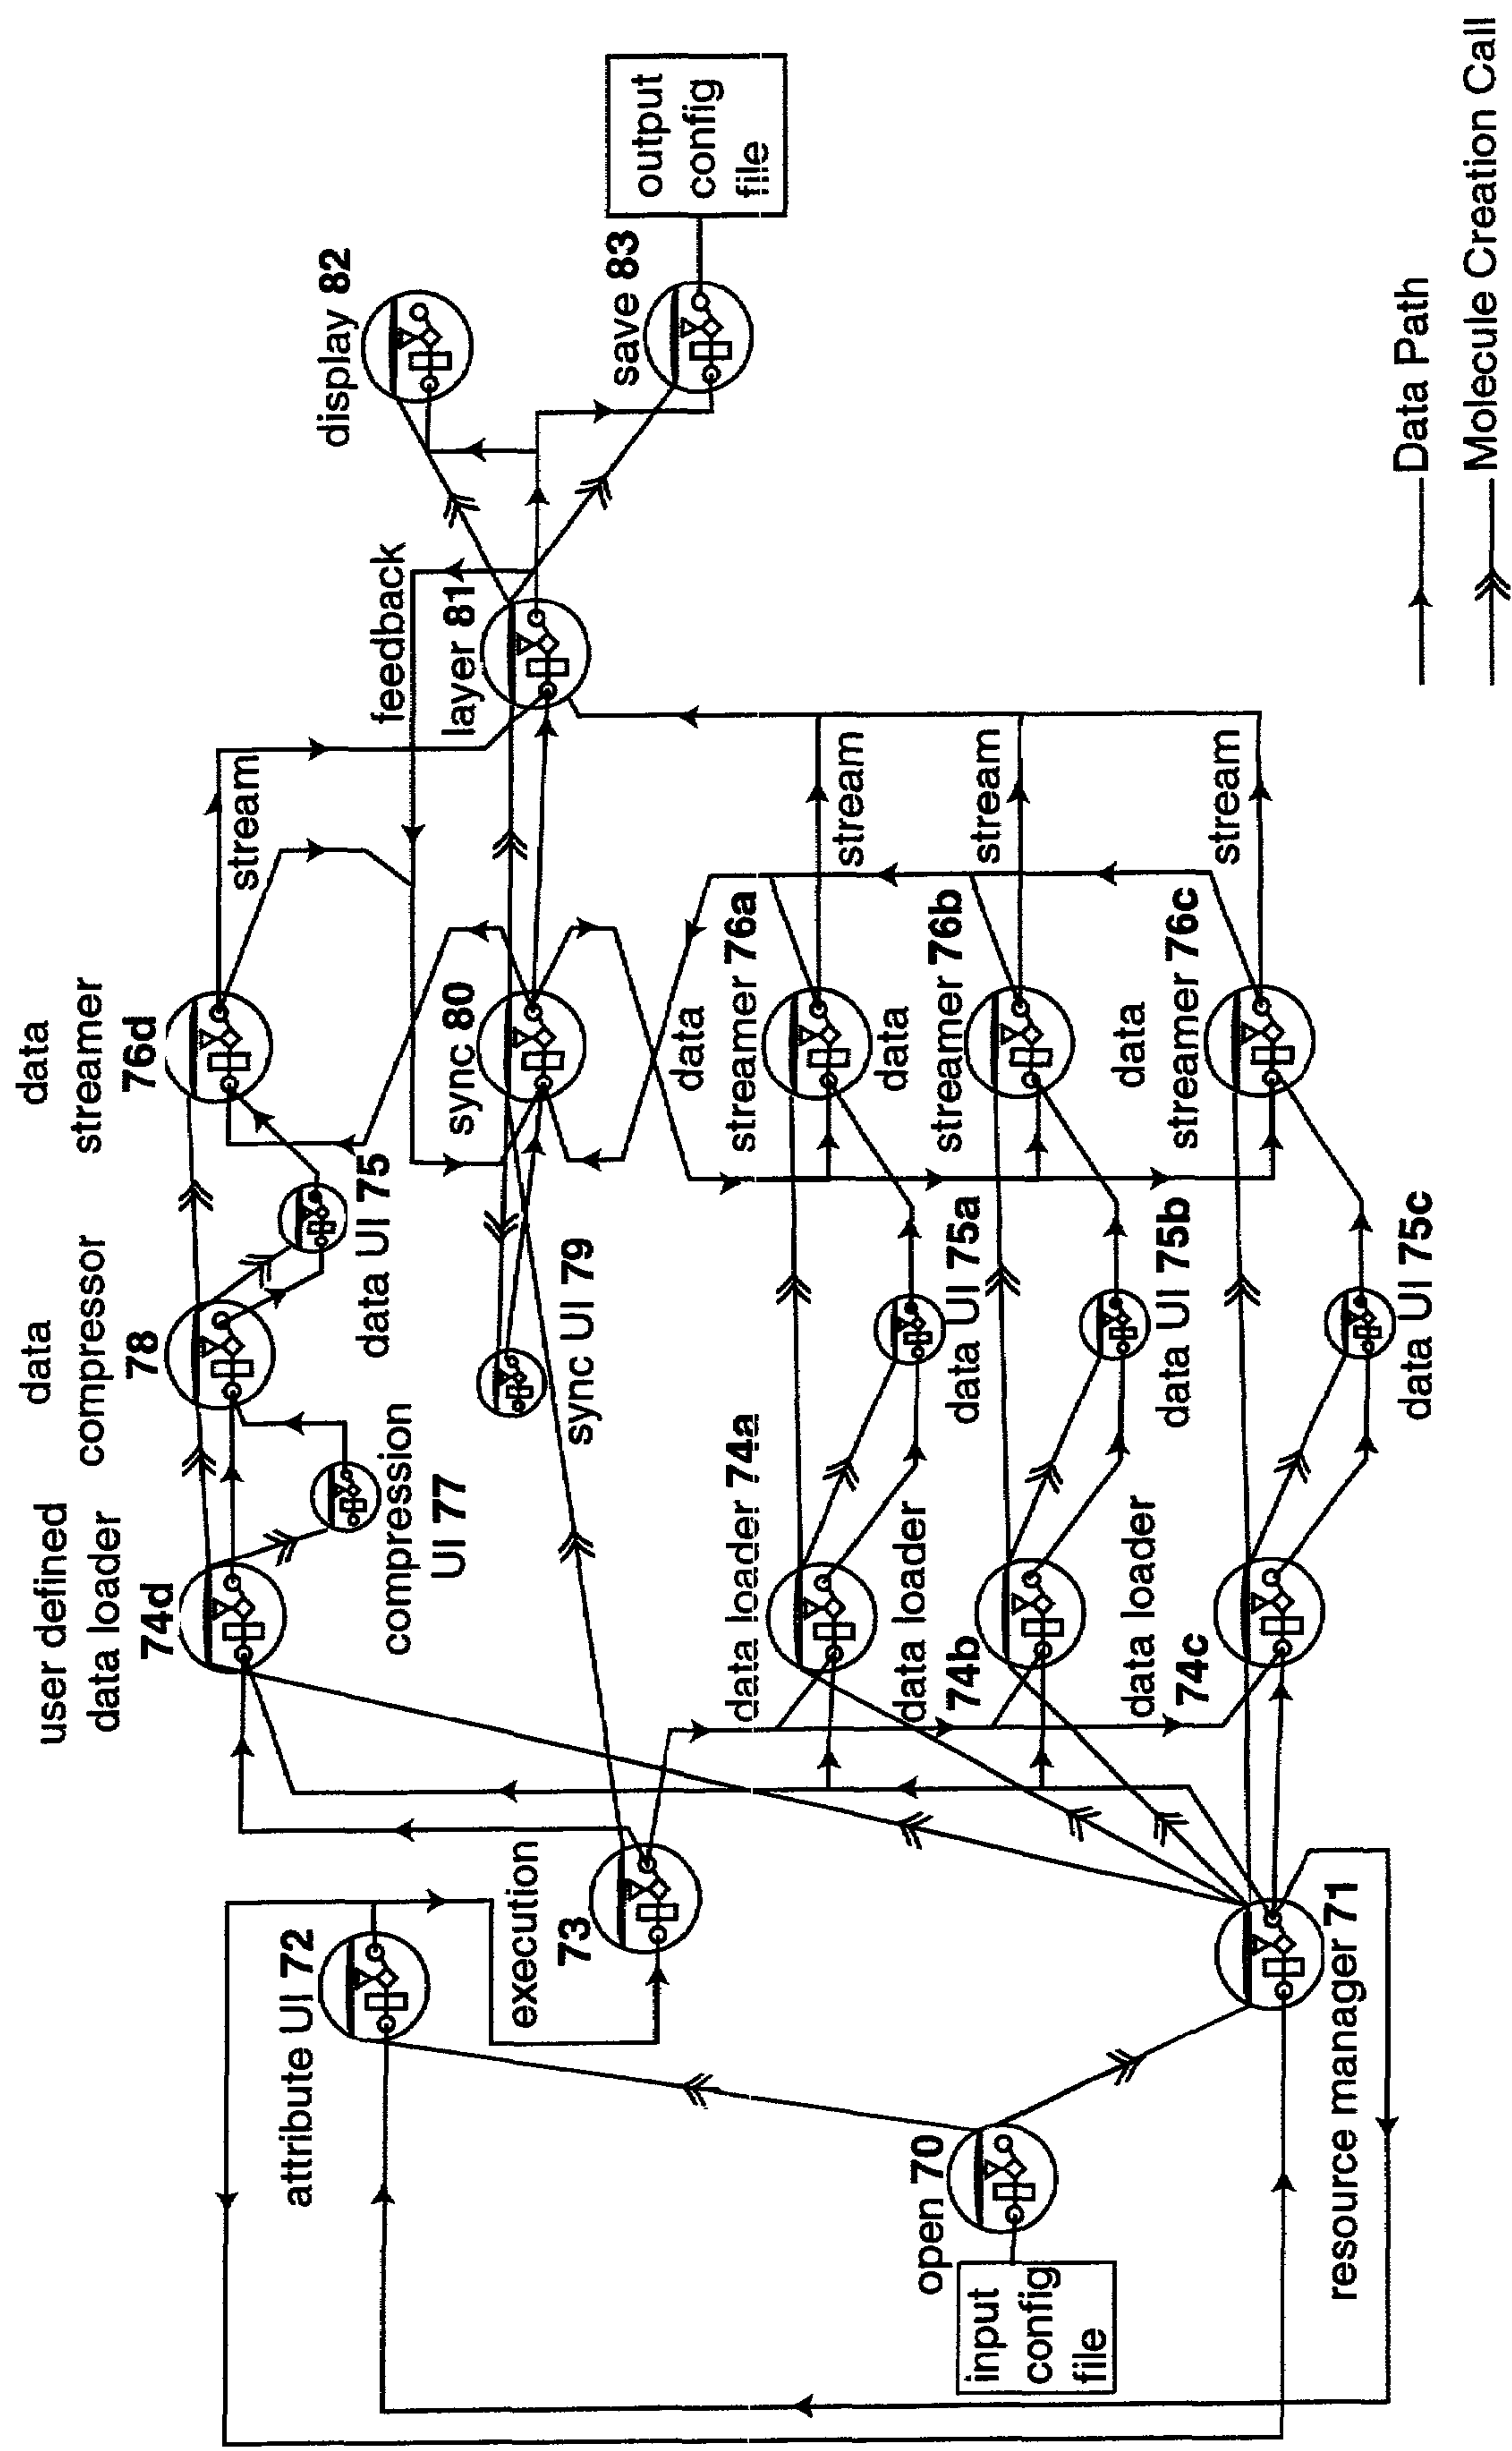 user defined
data loader
74d
data
compressor
78
data
streamer
76d
compression
UI 77
data UI 75
stream
feedback
attribute UI 72
execution
73
sync UI 79
sync 80
layer 81
display 82
save 83
output
config
file
open 70
input
config
file
resource manager 71
data loader 74a
data loader
74b
data loader
74c
data UI 75a
data UI 75b
data UI 75c
data
streamer 76a
data
streamer 76b
data
streamer 76c
stream
stream
stream
Data Path
Molecule Creation Call